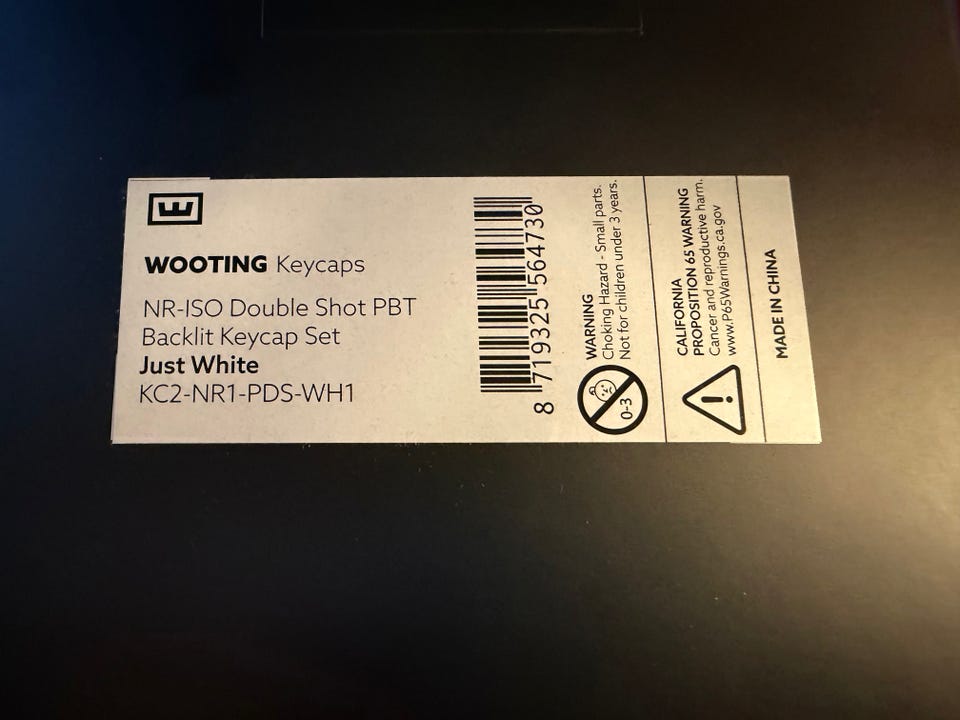 WOOTING Keycaps
NR-ISO Double Shot PBT
Backlit Keycap Set
Just White
KC2-NR1-PDS-WH1
8 719325 564730
WARNING
Choking Hazard - Small parts.
Not for children under 3 years.
0-3
CALIFORNIA
PROPOSITION 65 WARNING
Cancer and reproductive harm.
www.P65Warnings.ca.gov
MADE IN CHINA